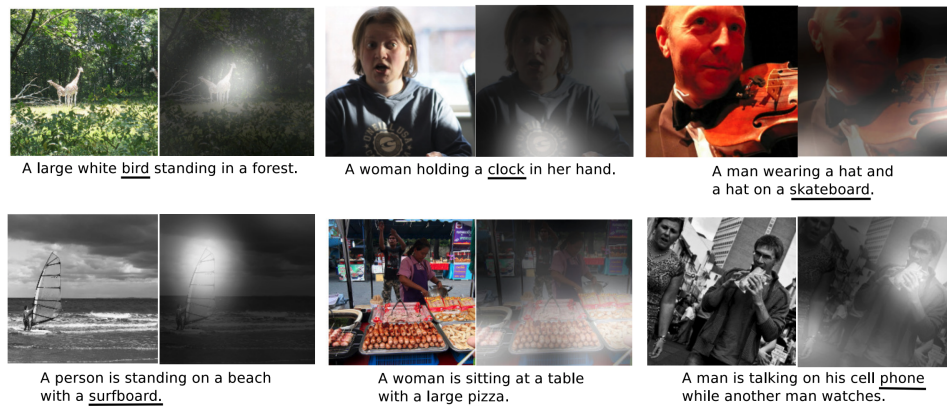 A large white bird standing in a forest.
A woman holding a clock in her hand.
A man wearing a hat and
a hat on a skateboard.
A person is standing on a beach
with a surfboard.
A woman is sitting at a table
with a large pizza.
A man is talking on his cell phone
while another man watches.